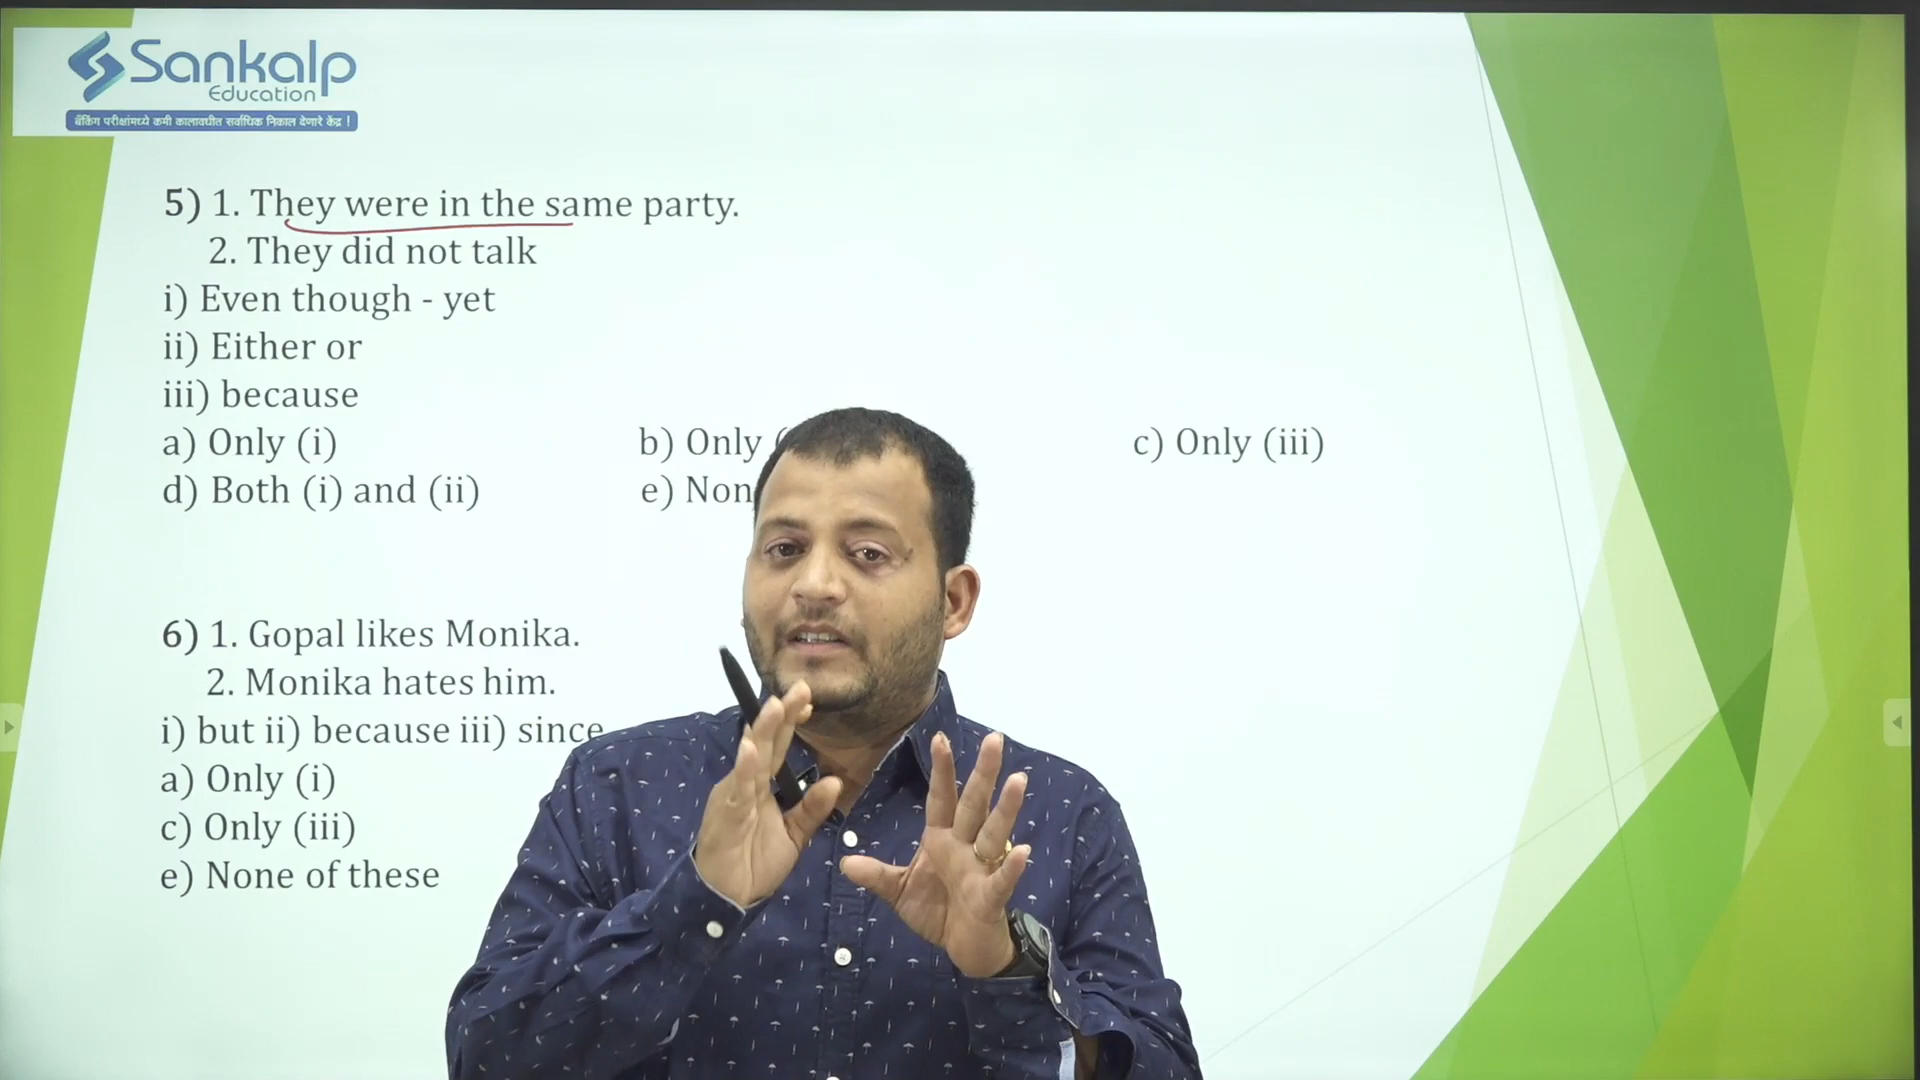 Sankalp
Education
बँकिंग परीक्षांमध्ये कमी कालावधीत सर्वाधिक निकाल देणारे केंद्र !
5) 1. They were in the same party.
2. They did not talk
i) Even though - yet
ii) Either or
iii) because
a) Only (i) b) Only ( c) Only (iii)
d) Both (i) and (ii) e) Non
6) 1. Gopal likes Monika.
2. Monika hates him.
i) but ii) because iii) since
a) Only (i)
c) Only (iii)
e) None of these